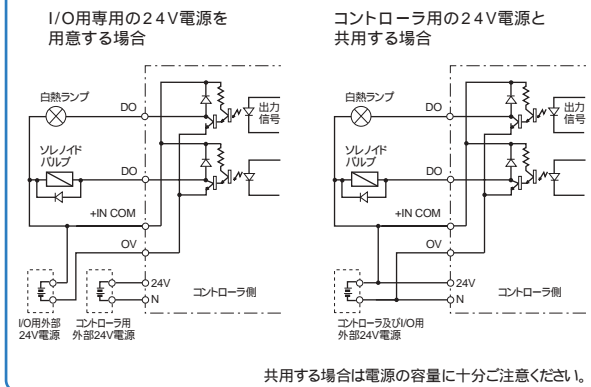 I/O用専用の24V電源を
用意する場合
白熱ランプ
DO
出力
信号
ソレノイド
バルブ
DO
+IN COM
OV
24V
N
コントローラ側
I/O用外部
24V電源
コントローラ用
外部24V電源
コントローラ用の24V電源と
共用する場合
白熱ランプ
DO
出力
信号
ソレノイド
バルブ
DO
+IN COM
OV
24V
N
コントローラ側
コントローラ及びI/O用
外部24V電源
共用する場合は電源の容量に十分ご注意ください。